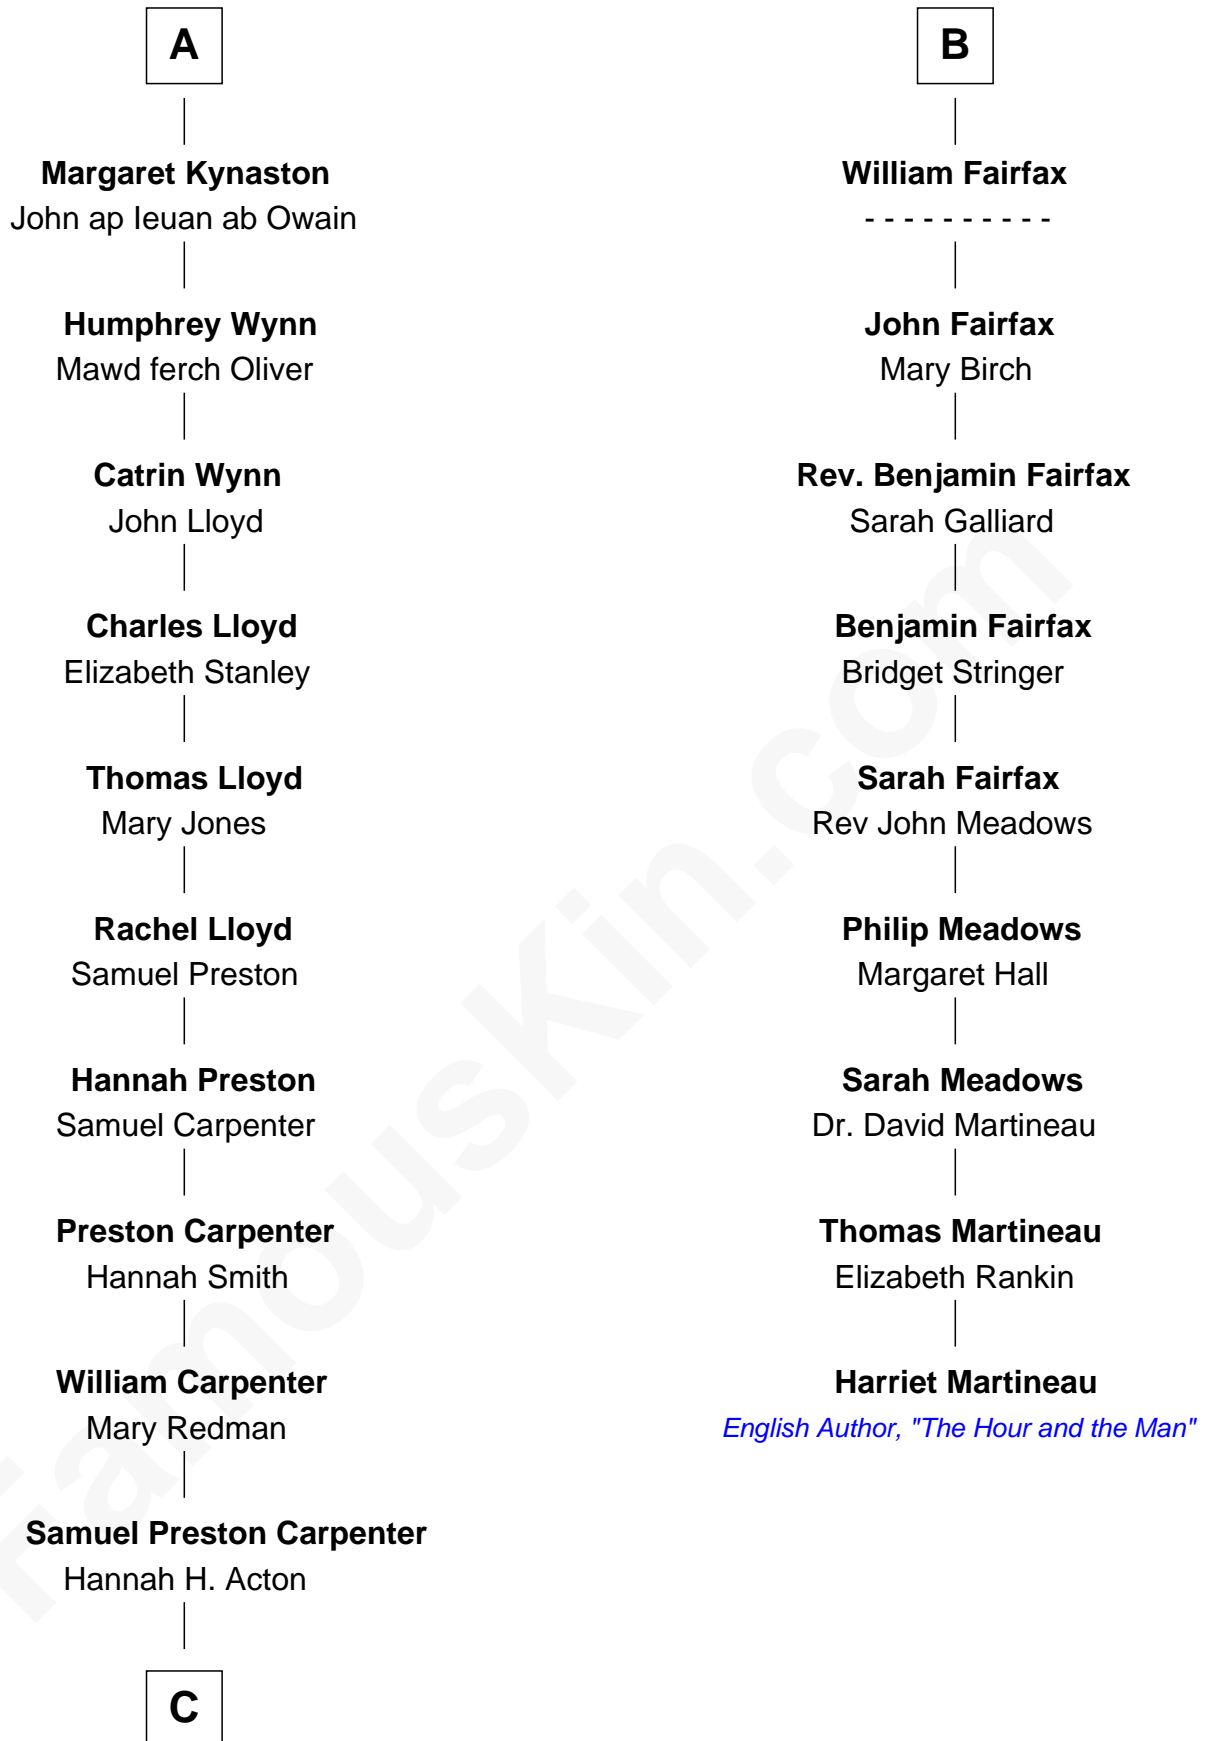 A
Margaret Kynaston
John ap Ieuan ab Owain
Humphrey Wynn
Mawd ferch Oliver
Catrin Wynn
John Lloyd
Charles Lloyd
Elizabeth Stanley
Thomas Lloyd
Mary Jones
Rachel Lloyd
Samuel Preston
Hannah Preston
Samuel Carpenter
Preston Carpenter
Hannah Smith
William Carpenter
Mary Redman
Samuel Preston Carpenter
Hannah H. Acton
C
B
William Fairfax
- - - - - - - - - -
John Fairfax
Mary Birch
Rev. Benjamin Fairfax
Sarah Galliard
Benjamin Fairfax
Bridget Stringer
Sarah Fairfax
Rev John Meadows
Philip Meadows
Margaret Hall
Sarah Meadows
Dr. David Martineau
Thomas Martineau
Elizabeth Rankin
Harriet Martineau
English Author, "The Hour and the Man"
FamousKin.com